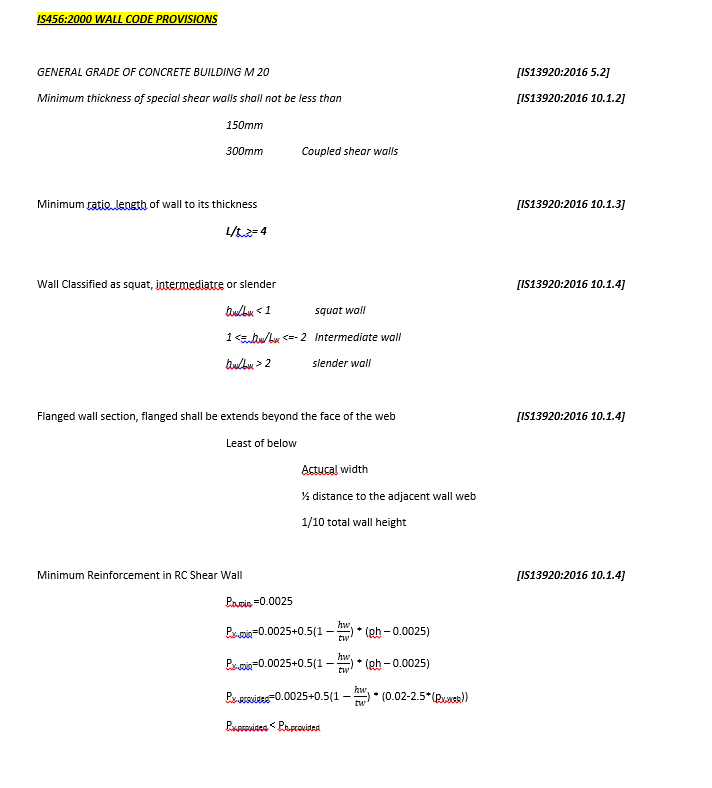 IS456:2000 WALL CODE PROVISIONS
GENERAL GRADE OF CONCRETE BUILDING M 20 [IS13920:2016 5.2]
Minimum thickness of special shear walls shall not be less than [IS13920:2016 10.1.2]
150mm
300mm Coupled shear walls
Minimum ratio length of wall to its thickness [IS13920:2016 10.1.3]
L/t >= 4
Wall Classified as squat, intermediatre or slender [IS13920:2016 10.1.4]
hw/Lw < 1 squat wall
1 <= hw/Lw <=- 2 Intermediate wall
hw/Lw > 2 slender wall
Flanged wall section, flanged shall be extends beyond the face of the web [IS13920:2016 10.1.4]
Least of below
Actucal width
½ distance to the adjacent wall web
1/10 total wall height
Minimum Reinforcement in RC Shear Wall [IS13920:2016 10.1.4]
Ph,min =0.0025
Pv,min=0.0025+0.5(1 − hw/tw) * (ph – 0.0025)
Pv,min=0.0025+0.5(1 − hw/tw) * (ph – 0.0025)
Pv,provided=0.0025+0.5(1 − hw/tw) * (0.02-2.5*(pv,web))
Pv,provided < Ph,provided